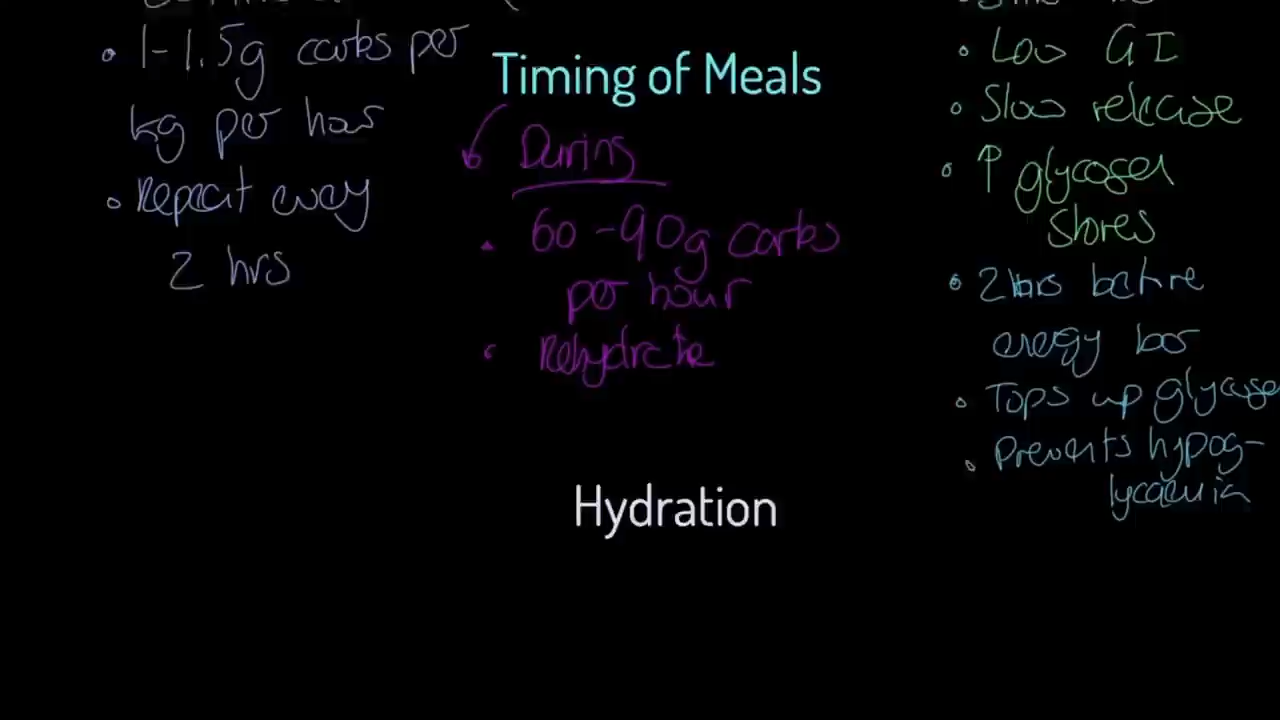 • 1-1.5g carbs per
kg per hour
• Repeat every
2 hrs
Timing of Meals
During
• 60-90g carbs
per hour
• Rehydrate
• Low GI
• Slow release
• ↑ glycogen
stores
• 2hrs before
energy bar
• Tops up glycogen
• Prevents hypog-
lycaemia
Hydration